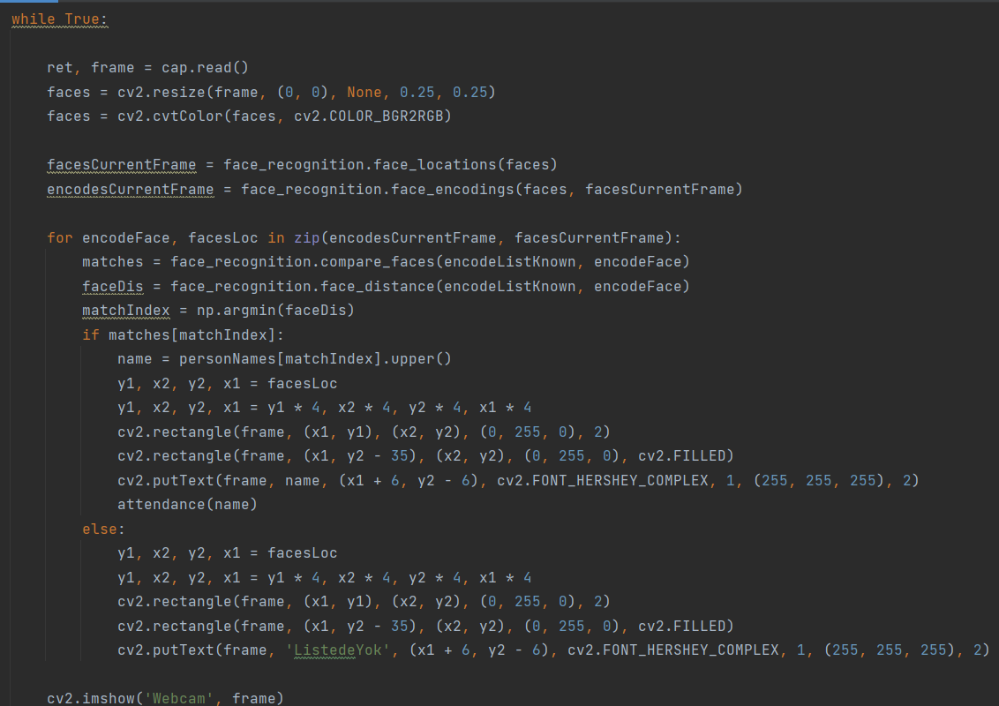 while True:
ret, frame = cap.read()
faces = cv2.resize(frame, (0, 0), None, 0.25, 0.25)
faces = cv2.cvtColor(faces, cv2.COLOR_BGR2RGB)
facesCurrentFrame = face_recognition.face_locations(faces)
encodesCurrentFrame = face_recognition.face_encodings(faces, facesCurrentFrame)
for encodeFace, facesLoc in zip(encodesCurrentFrame, facesCurrentFrame):
matches = face_recognition.compare_faces(encodeListKnown, encodeFace)
faceDis = face_recognition.face_distance(encodeListKnown, encodeFace)
matchIndex = np.argmin(faceDis)
if matches[matchIndex]:
name = personNames[matchIndex].upper()
y1, x2, y2, x1 = facesLoc
y1, x2, y2, x1 = y1 * 4, x2 * 4, y2 * 4, x1 * 4
cv2.rectangle(frame, (x1, y1), (x2, y2), (0, 255, 0), 2)
cv2.rectangle(frame, (x1, y2 - 35), (x2, y2), (0, 255, 0), cv2.FILLED)
cv2.putText(frame, name, (x1 + 6, y2 - 6), cv2.FONT_HERSHEY_COMPLEX, 1, (255, 255, 255), 2)
attendance(name)
else:
y1, x2, y2, x1 = facesLoc
y1, x2, y2, x1 = y1 * 4, x2 * 4, y2 * 4, x1 * 4
cv2.rectangle(frame, (x1, y1), (x2, y2), (0, 255, 0), 2)
cv2.rectangle(frame, (x1, y2 - 35), (x2, y2), (0, 255, 0), cv2.FILLED)
cv2.putText(frame, 'ListedeYok', (x1 + 6, y2 - 6), cv2.FONT_HERSHEY_COMPLEX, 1, (255, 255, 255), 2)
cv2.imshow('Webcam', frame)